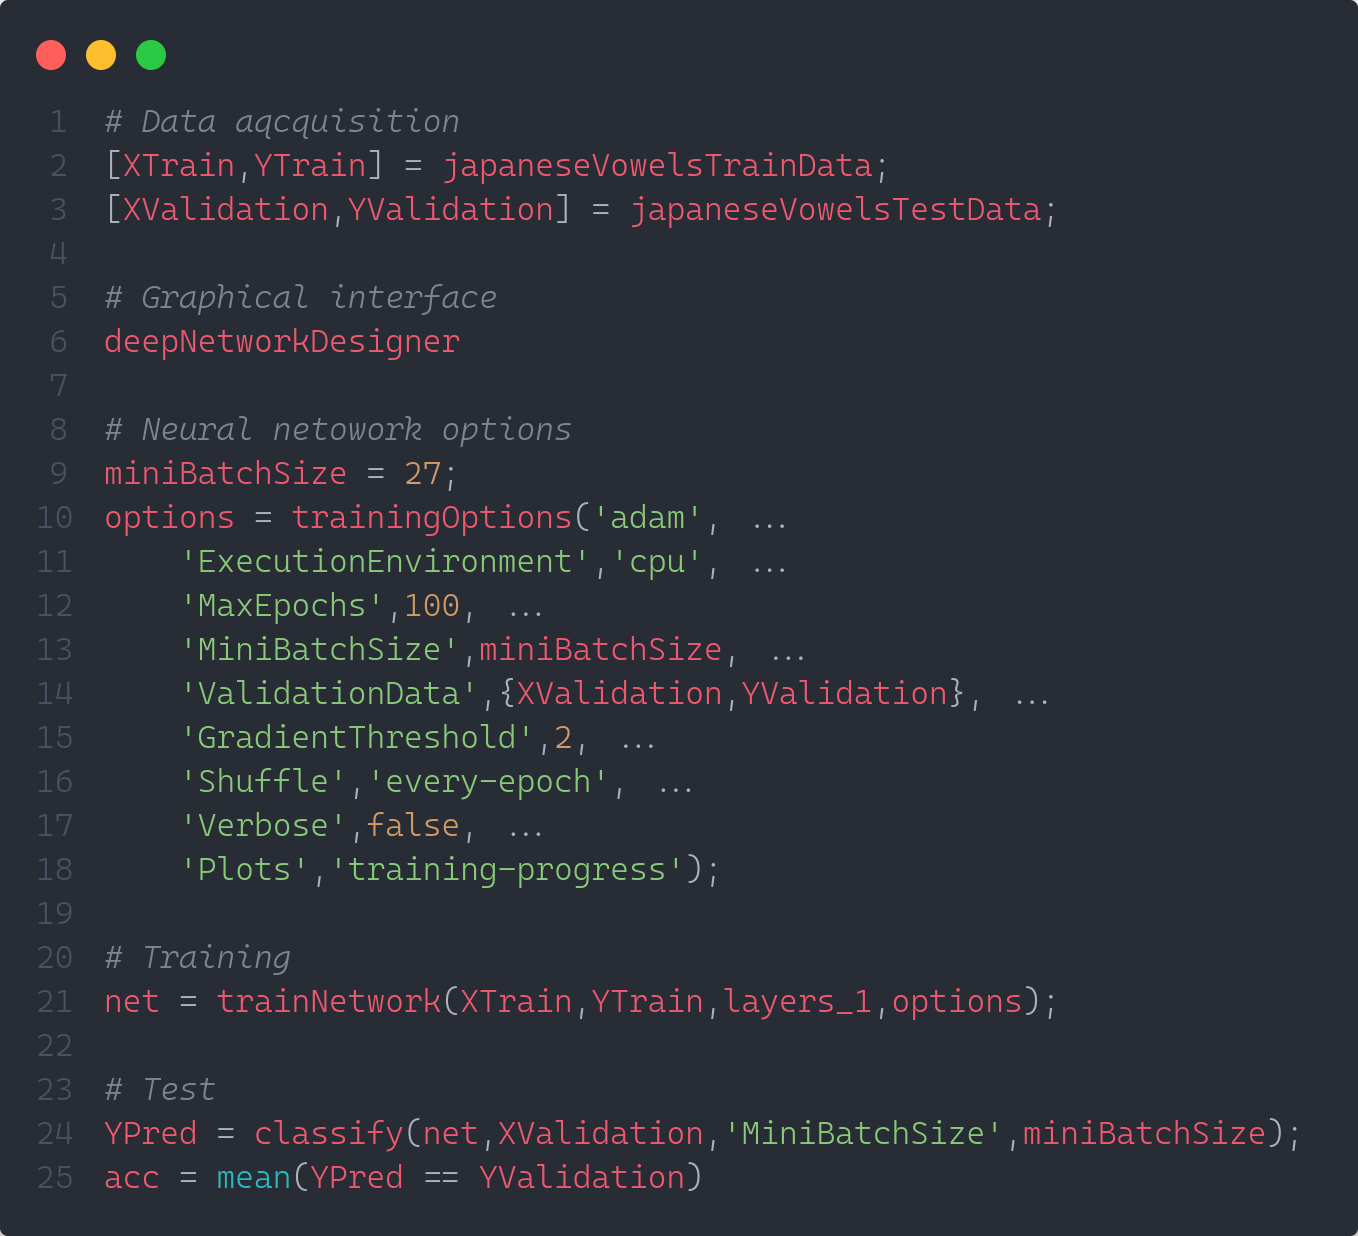 1 # Data aqcquisition
2 [XTrain,YTrain] = japaneseVowelsTrainData;
3 [XValidation,YValidation] = japaneseVowelsTestData;
4
5 # Graphical interface
6 deepNetworkDesigner
7
8 # Neural netowork options
9 miniBatchSize = 27;
10 options = trainingOptions('adam', ...
11     'ExecutionEnvironment','cpu', ...
12     'MaxEpochs',100, ...
13     'MiniBatchSize',miniBatchSize, ...
14     'ValidationData',{XValidation,YValidation}, ...
15     'GradientThreshold',2, ...
16     'Shuffle','every-epoch', ...
17     'Verbose',false, ...
18     'Plots','training-progress');
19
20 # Training
21 net = trainNetwork(XTrain,YTrain,layers_1,options);
22
23 # Test
24 YPred = classify(net,XValidation,'MiniBatchSize',miniBatchSize);
25 acc = mean(YPred == YValidation)